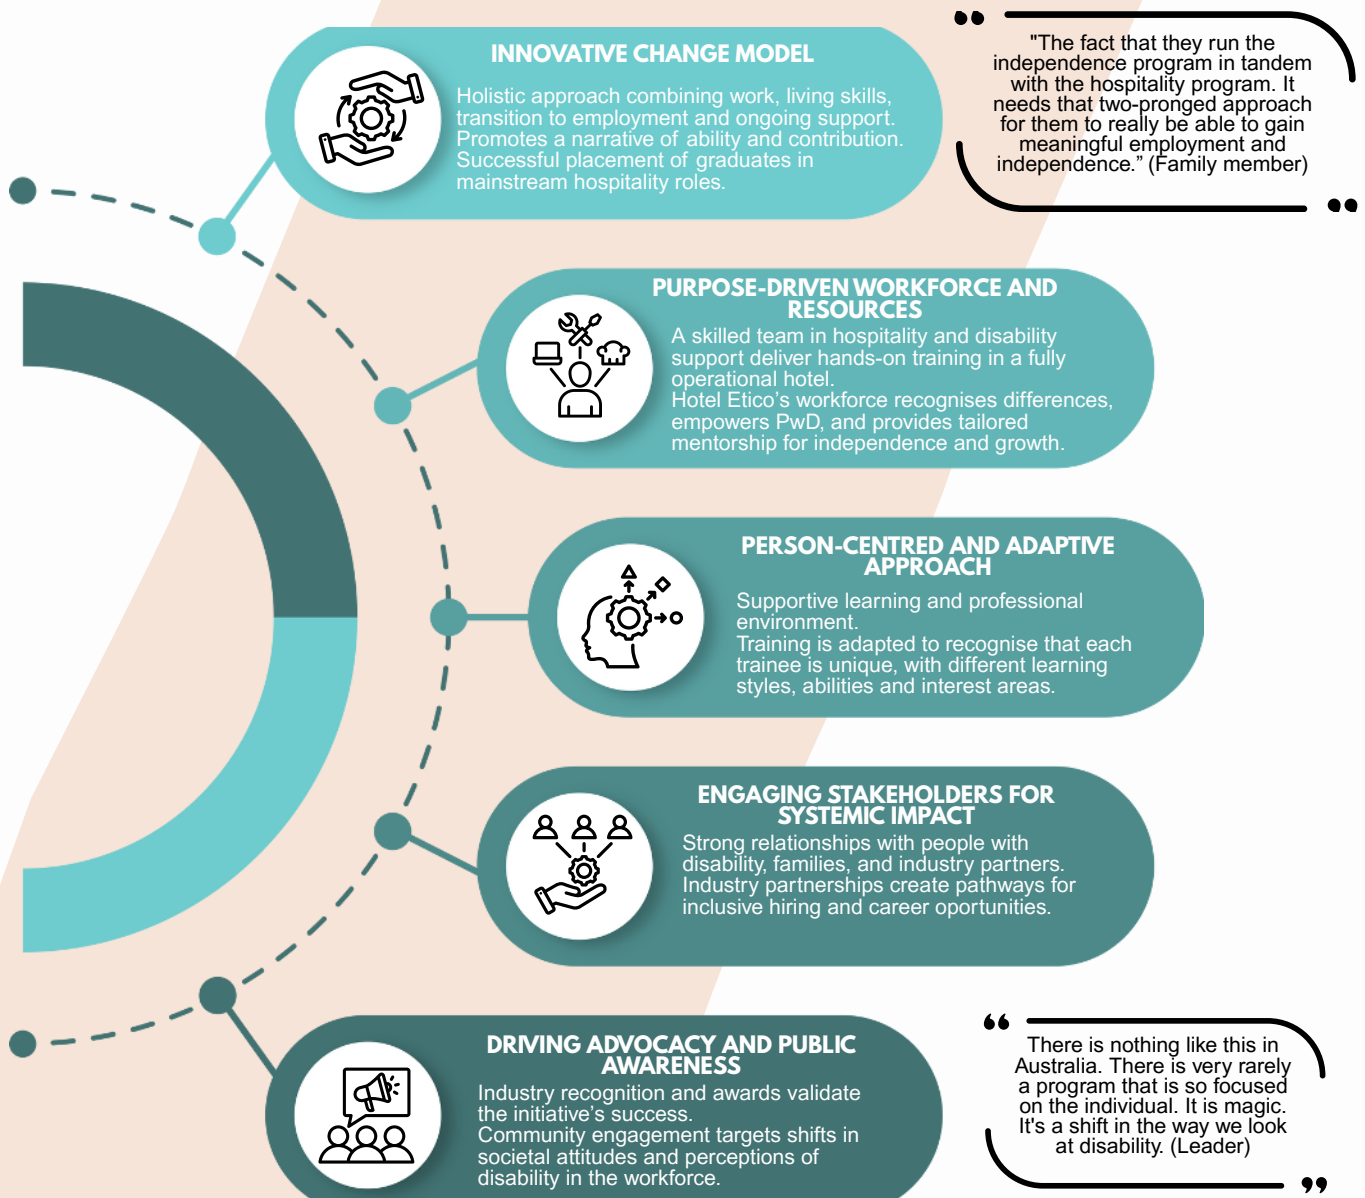 INNOVATIVE CHANGE MODEL
Holistic approach combining work, living skills,
transition to employment and ongoing support.
Promotes a narrative of ability and contribution.
Successful placement of graduates in
mainstream hospitality roles.
"The fact that they run the
independence program in tandem
with the hospitality program. It
needs that two-pronged approach
for them to really be able to gain
meaningful employment and
independence.” (Family member)
PURPOSE-DRIVEN WORKFORCE AND
RESOURCES
A skilled team in hospitality and disability
support deliver hands-on training in a fully
operational hotel.
Hotel Etico’s workforce recognises differences,
empowers PwD, and provides tailored
mentorship for independence and growth.
PERSON-CENTRED AND ADAPTIVE
APPROACH
Supportive learning and professional
environment.
Training is adapted to recognise that each
trainee is unique, with different learning
styles, abilities and interest areas.
ENGAGING STAKEHOLDERS FOR
SYSTEMIC IMPACT
Strong relationships with people with
disability, families, and industry partners.
Industry partnerships create pathways for
inclusive hiring and career oportunities.
DRIVING ADVOCACY AND PUBLIC
AWARENESS
Industry recognition and awards validate
the initiative’s success.
Community engagement targets shifts in
societal attitudes and perceptions of
disability in the workforce.
There is nothing like this in
Australia. There is very rarely
a program that is so focused
on the individual. It is magic.
It's a shift in the way we look
at disability. (Leader)